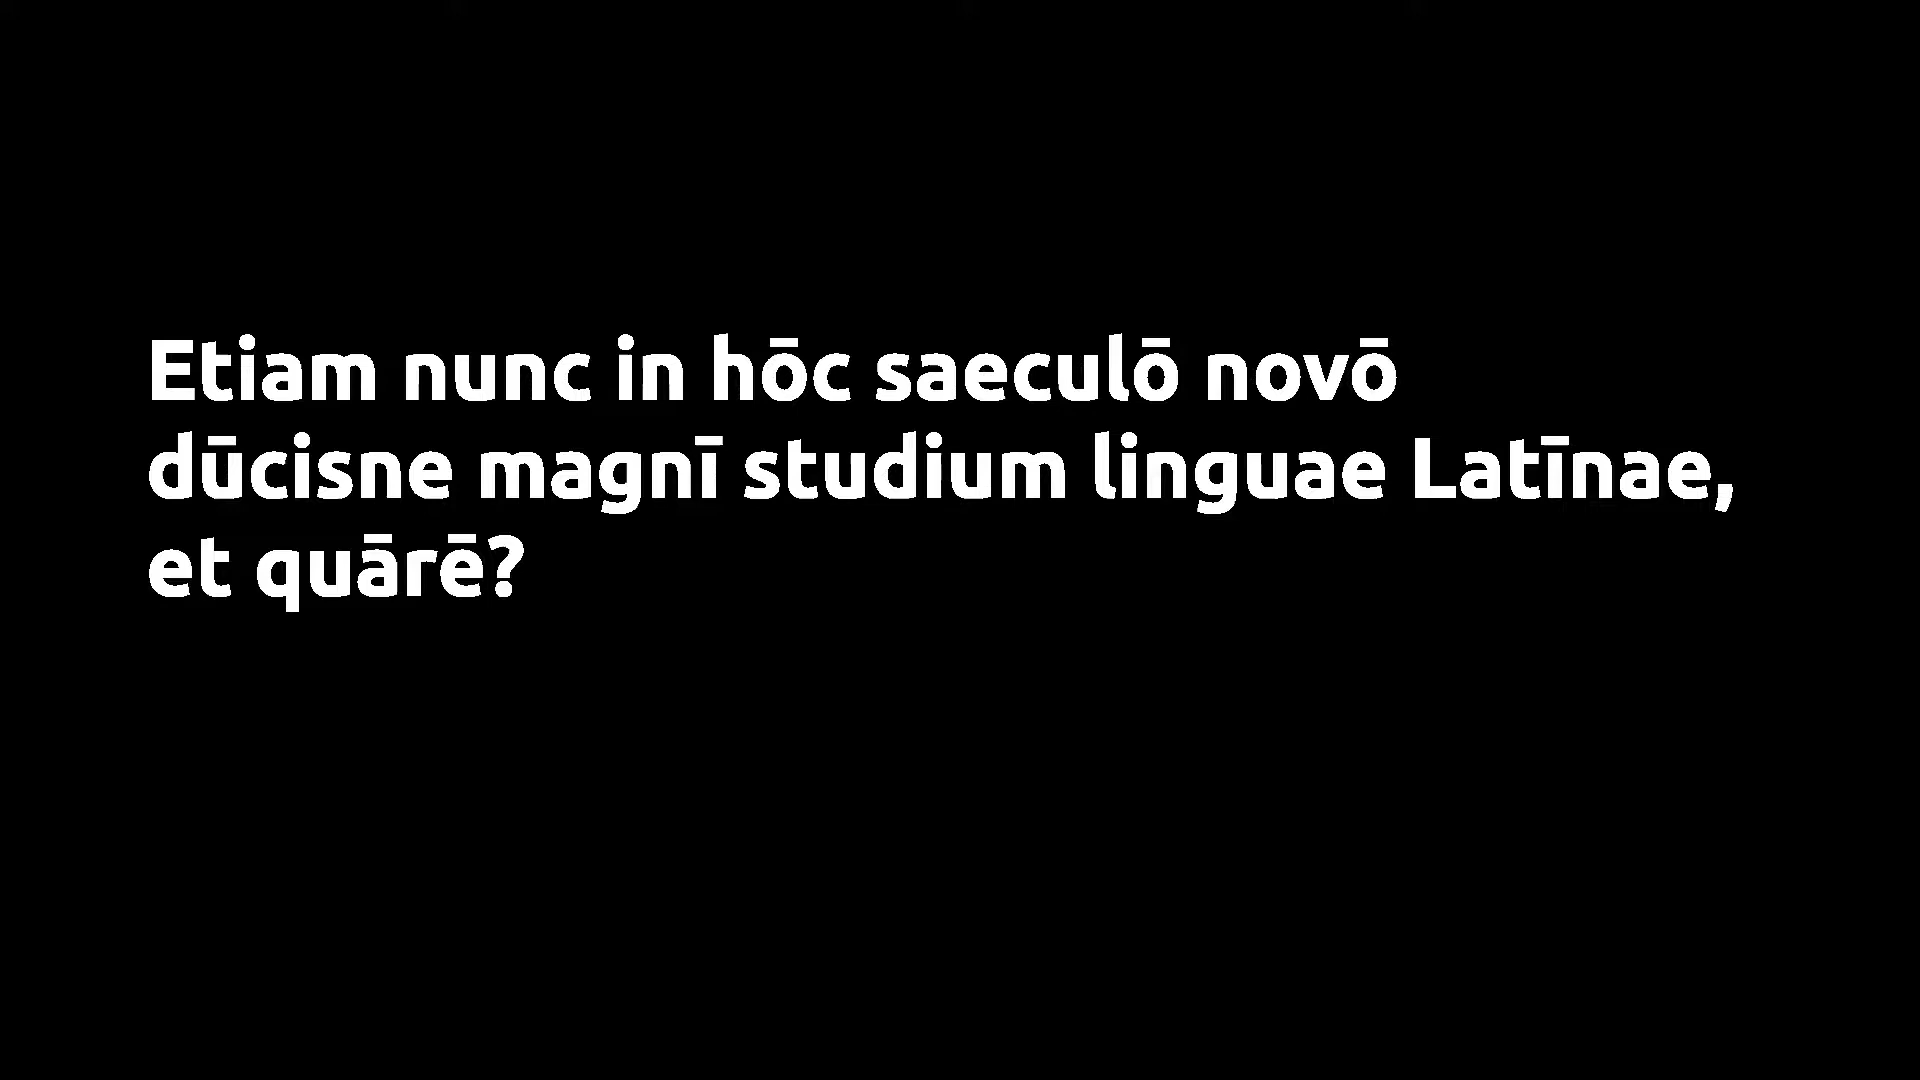 Etiam nunc in hōc saeculō novō
dūcisne magnī studium linguae Latīnae,
et quārē?